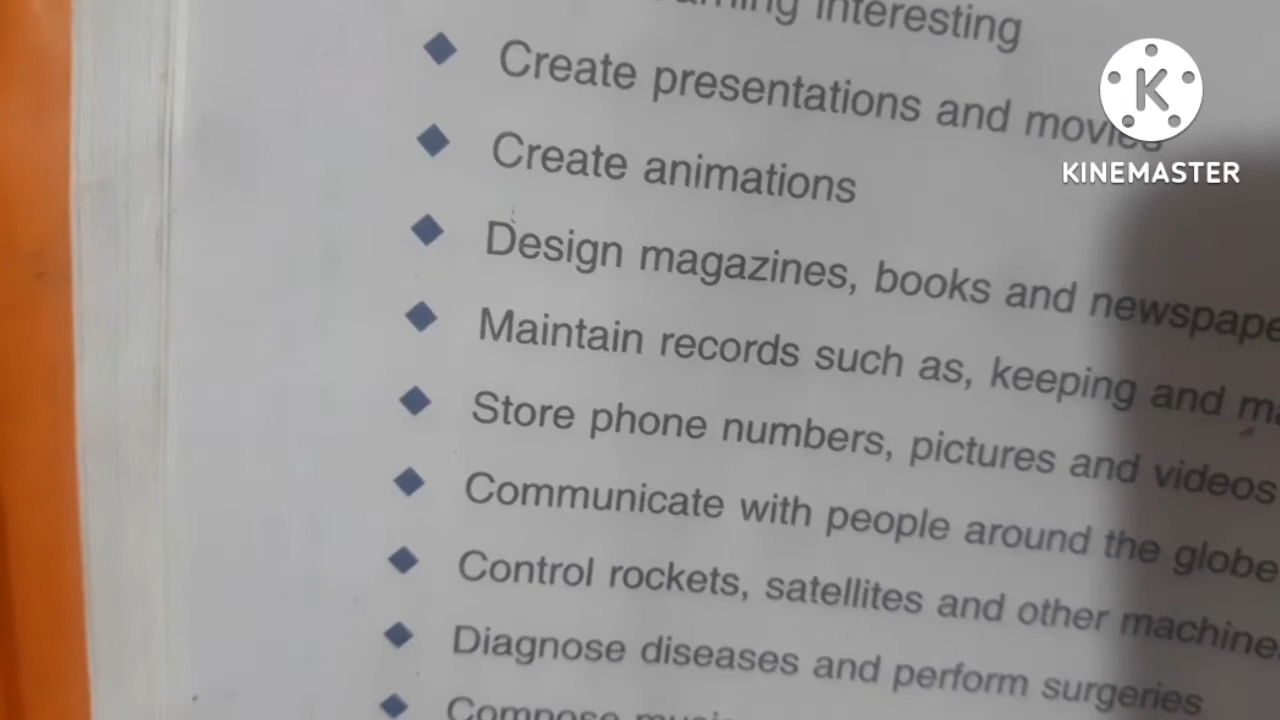 interesting
Create presentations and movies
Create animations
Design magazines, books and newspape
Maintain records such as, keeping and m
Store phone numbers, pictures and videos
Communicate with people around the globe
Control rockets, satellites and other machine
Diagnose diseases and perform surgeries
Compose music
K
KINEMASTER